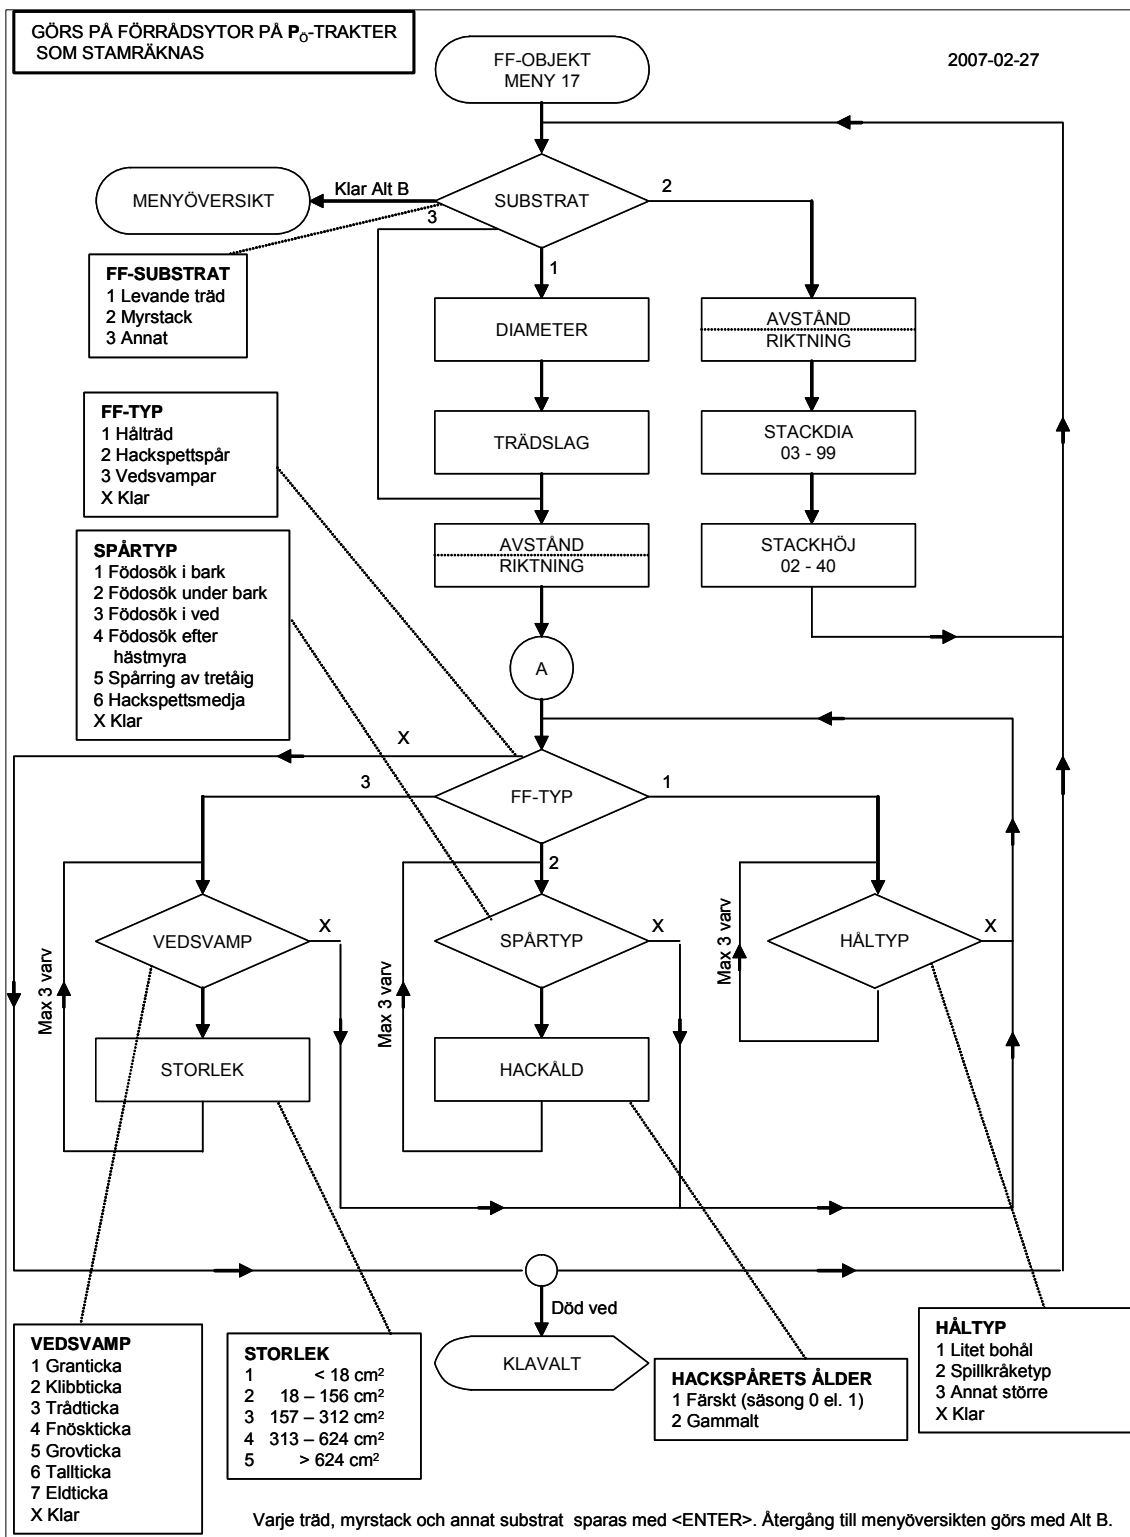 GÖRS PÅ FÖRRÅDSYTOR PÅ Pö-TRAKTER
SOM STAMRÄKNAS
FF-OBJEKT
MENY 17
2007-02-27
MENYÖVERSIKT
Klar Alt B
SUBSTRAT
2
3
1
FF-SUBSTRAT
1 Levande träd
2 Myrstack
3 Annat
DIAMETER
AVSTÅND
RIKTNING
FF-TYP
1 Hålträd
2 Hackspettspår
3 Vedsvampar
X Klar
TRÄDSLAG
STACKDIA
03 - 99
SPÅRTYP
1 Födosök i bark
2 Födosök under bark
3 Födosök i ved
4 Födosök efter
hästmyra
5 Spårring av tretåig
6 Hackspettsmedja
X Klar
AVSTÅND
RIKTNING
STACKHÖJ
02 - 40
A
X
3
FF-TYP
1
2
Max 3 varv
VEDSVAMP
X
Max 3 varv
SPÅRTYP
X
Max 3 varv
HÅLTYP
X
STORLEK
HACKÅLD
Död ved
KLAVALT
VEDSVAMP
1 Granticka
2 Klibbticka
3 Trådticka
4 Fnöskticka
5 Grovticka
6 Tallticka
7 Eldticka
X Klar
STORLEK
1 < 18 cm²
2 18 – 156 cm²
3 157 – 312 cm²
4 313 – 624 cm²
5 > 624 cm²
HACKSPÅRETS ÅLDER
1 Färskt (säsong 0 el. 1)
2 Gammalt
HÅLTYP
1 Litet bohål
2 Spillkråketyp
3 Annat större
X Klar
Varje träd, myrstack och annat substrat sparas med <ENTER>. Återgång till menyöversikten görs med Alt B.